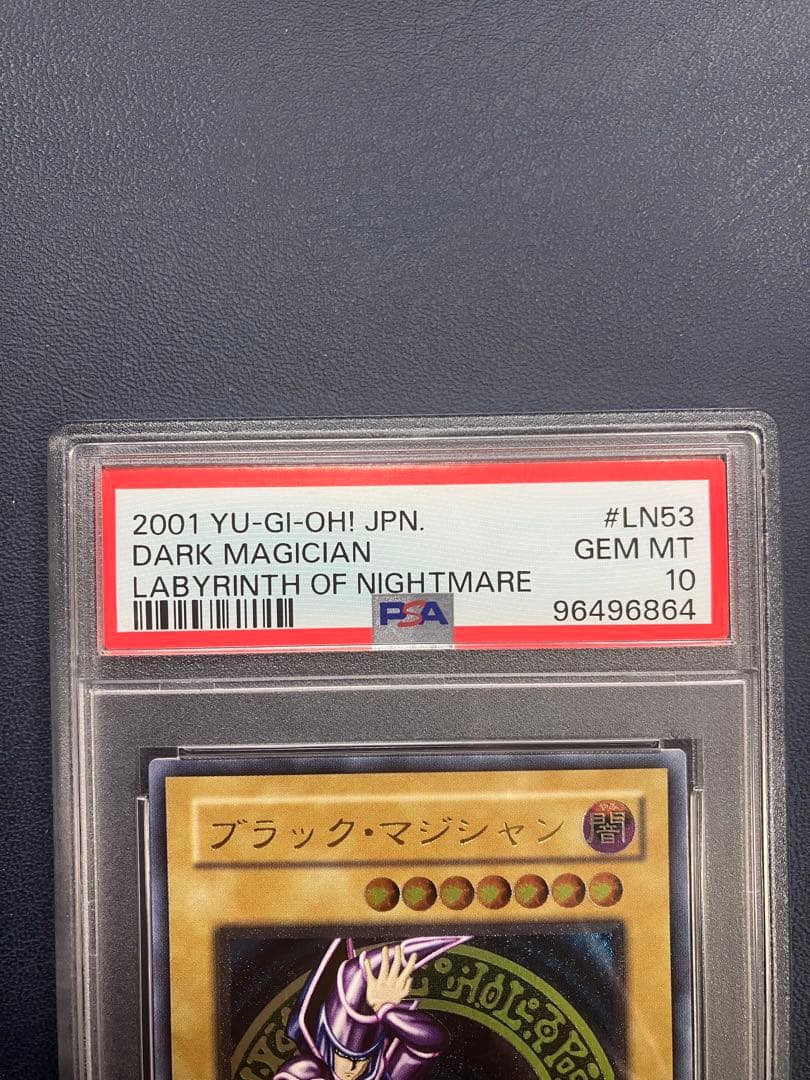 2001 YU-GI-OH! JPN. #LN53
DARK MAGICIAN GEM MT
LABYRINTH OF NIGHTMARE 10
PSA 96496864
ブラック・マジシャン 闇